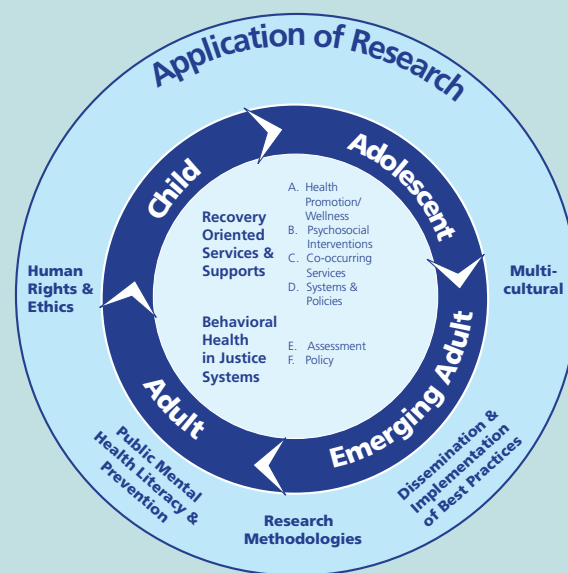 Application of Research
Child
Adolescent
Emerging Adult
Adult
Recovery
Oriented
Services &
Supports
A. Health
Promotion/
Wellness
B. Psychosocial
Interventions
C. Co-occurring
Services
D. Systems &
Policies
Behavioral
Health
in Justice
Systems
E. Assessment
F. Policy
Human
Rights &
Ethics
Multi-
cultural
Public Mental
Health Literacy &
Prevention
Research
Methodologies
Dissemination &
Implementation
of Best Practices